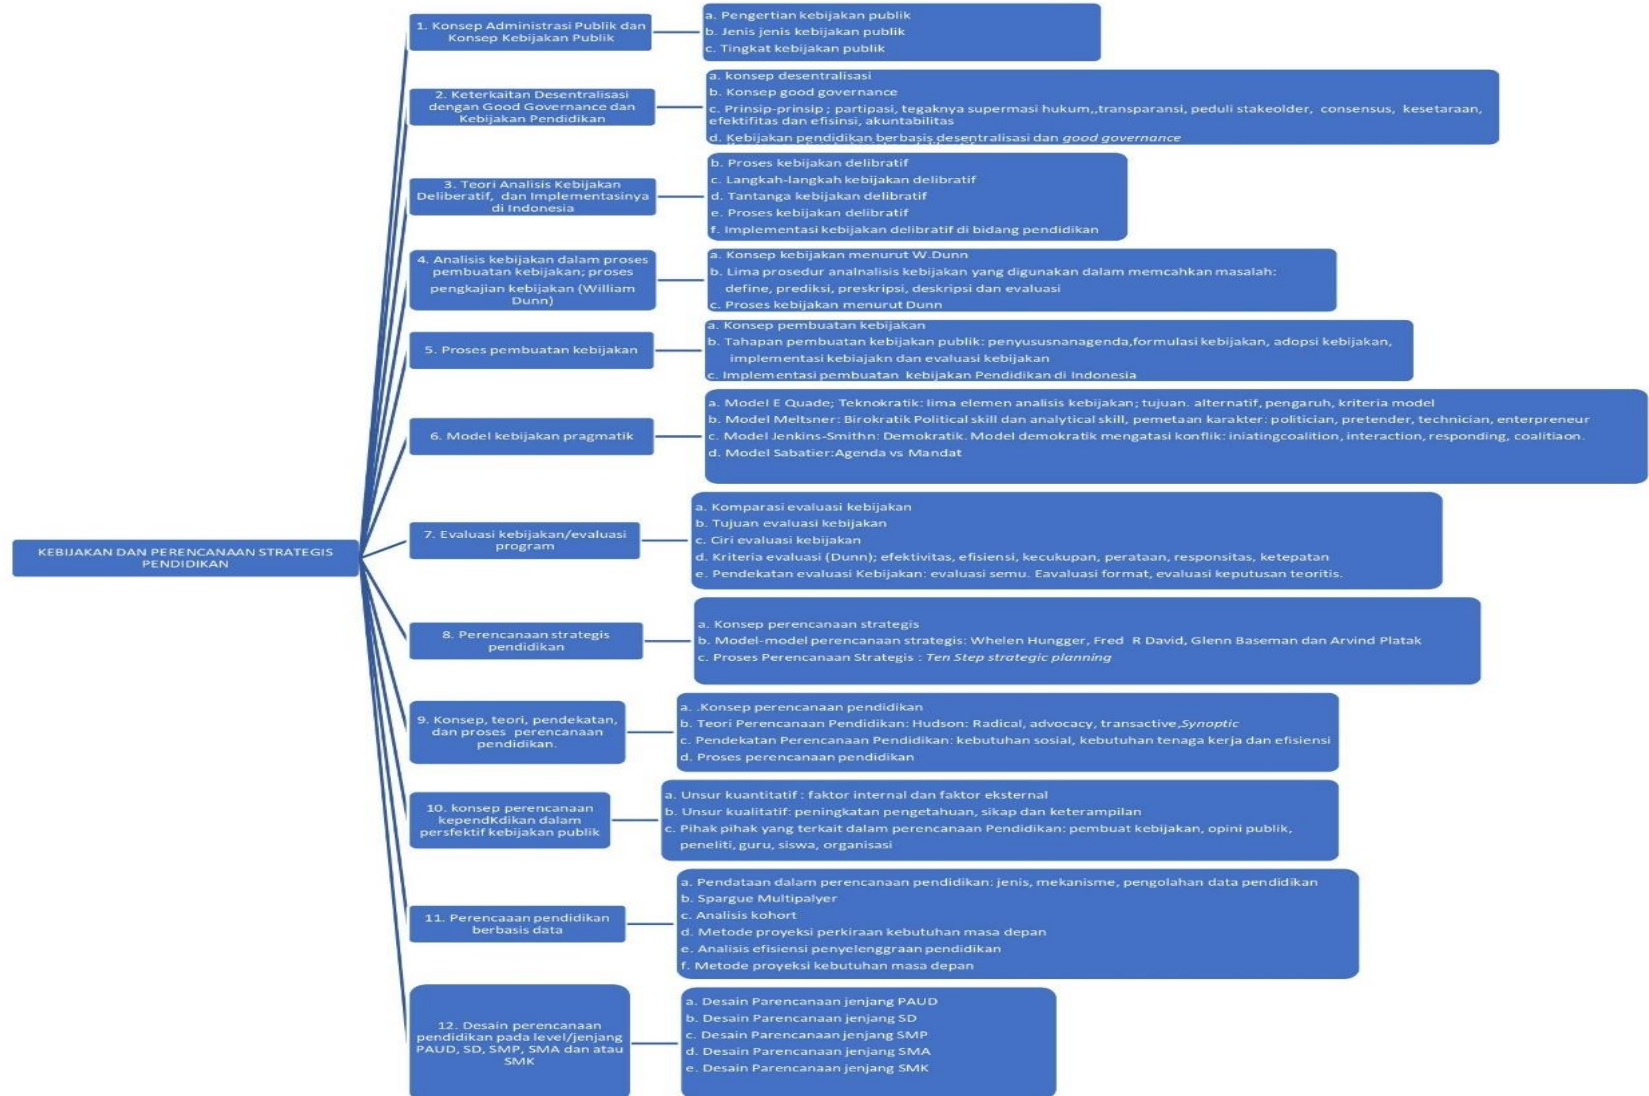 KEBIJAKAN DAN PERENCANAAN STRATEGIS
PENDIDIKAN
1. Konsep Administrasi Publik dan
Konsep Kebijakan Publik
a. Pengertian kebijakan publik
b. Jenis jenis kebijakan publik
c. Tingkat kebijakan publik
2. Keterkaitan Desentralisasi
dengan Good Governance dan
Kebijakan Pendidikan
a. konsep desentralisasi
b. Konsep good governance
c. Prinsip-prinsip ; partipasi, tegaknya supermasi hukum,,transparansi, peduli stakeolder, consensus, kesetaraan,
efektifitas dan efisinsi, akuntabilitas
d. Kebijakan pendidikan berbasis desentralisasi dan good governance
3. Teori Analisis Kebijakan
Deliberatif, dan Implementasinya
di Indonesia
b. Proses kebijakan delibratif
c. Langkah-langkah kebijakan delibratif
d. Tantanga kebijakan delibratif
e. Proses kebijakan delibratif
f. Implementasi kebijakan delibratif di bidang pendidikan
4. Analisis kebijakan dalam proses
pembuatan kebijakan; proses
pengkajian kebijakan (William
Dunn)
a. Konsep kebijakan menurut W.Dunn
b. Lima prosedur analnalisis kebijakan yang digunakan dalam memcahkan masalah:
define, prediksi, preskripsi, deskripsi dan evaluasi
c. Proses kebijakan menurut Dunn
5. Proses pembuatan kebijakan
a. Konsep pembuatan kebijakan
b. Tahapan pembuatan kebijakan publik: penyususnanagenda,formulasi kebijakan, adopsi kebijakan,
implementasi kebiajakn dan evaluasi kebijakan
c. Implementasi pembuatan kebijakan Pendidikan di Indonesia
6. Model kebijakan pragmatik
a. Model E Quade; Teknokratik: lima elemen analisis kebijakan; tujuan. alternatif, pengaruh, kriteria model
b. Model Meltsner: Birokratik Political skill dan analytical skill, pemetaan karakter: politician, pretender, technician, enterpreneur
c. Model Jenkins-Smithn: Demokratik. Model demokratik mengatasi konflik: iniatingcoalition, interaction, responding, coalitiaon.
d. Model Sabatier:Agenda vs Mandat
7. Evaluasi kebijakan/evaluasi
program
a. Komparasi evaluasi kebijakan
b. Tujuan evaluasi kebijakan
c. Ciri evaluasi kebijakan
d. Kriteria evaluasi (Dunn); efektivitas, efisiensi, kecukupan, perataan, responsitas, ketepatan
e. Pendekatan evaluasi Kebijakan: evaluasi semu. Eavaluasi format, evaluasi keputusan teoritis.
8. Perencanaan strategis
pendidikan
a. Konsep perencanaan strategis
b. Model-model perencanaan strategis: Whelen Hungger, Fred R David, Glenn Baseman dan Arvind Platak
c. Proses Perencanaan Strategis : Ten Step strategic planning
9. Konsep, teori, pendekatan,
dan proses perencanaan
pendidikan.
a. .Konsep perencanaan pendidikan
b. Teori Perencanaan Pendidikan: Hudson: Radical, advocacy, transactive,Synoptic
c. Pendekatan Perencanaan Pendidikan: kebutuhan sosial, kebutuhan tenaga kerja dan efisiensi
d. Proses perencanaan pendidikan
10. konsep perencanaan
kependKdikan dalam
persfektif kebijakan publik
a. Unsur kuantitatif : faktor internal dan faktor eksternal
b. Unsur kualitatif: peningkatan pengetahuan, sikap dan keterampilan
c. Pihak pihak yang terkait dalam perencanaan Pendidikan: pembuat kebijakan, opini publik,
peneliti, guru, siswa, organisasi
11. Perencaaan pendidikan
berbasis data
a. Pendataan dalam perencanaan pendidikan: jenis, mekanisme, pengolahan data pendidikan
b. Spargue Multipalyer
c. Analisis kohort
d. Metode proyeksi perkiraan kebutuhan masa depan
e. Analisis efisiensi penyelenggraan pendidikan
f. Metode proyeksi kebutuhan masa depan
12. Desain perencanaan
pendidikan pada level/jenjang
PAUD, SD, SMP, SMA dan atau
SMK
a. Desain Parencanaan jenjang PAUD
b. Desain Parencanaan jenjang SD
c. Desain Parencanaan jenjang SMP
d. Desain Parencanaan jenjang SMA
e. Desain Parencanaan jenjang SMK